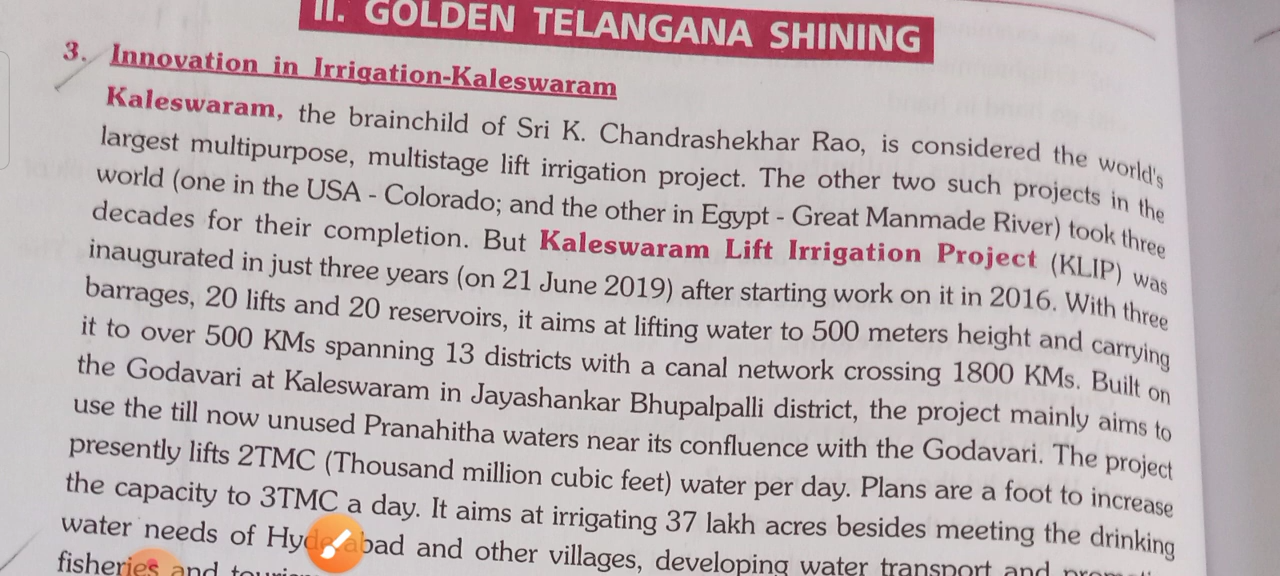 II. GOLDEN TELANGANA SHINING
3. Innovation in Irrigation-Kaleswaram
Kaleswaram, the brainchild of Sri K. Chandrashekhar Rao, is considered the world's
largest multipurpose, multistage lift irrigation project. The other two such projects in the
world (one in the USA - Colorado; and the other in Egypt - Great Manmade River) took three
decades for their completion. But Kaleswaram Lift Irrigation Project (KLIP) was
inaugurated in just three years (on 21 June 2019) after starting work on it in 2016. With three
barrages, 20 lifts and 20 reservoirs, it aims at lifting water to 500 meters height and carrying
it to over 500 KMs spanning 13 districts with a canal network crossing 1800 KMs. Built on
the Godavari at Kaleswaram in Jayashankar Bhupalpalli district, the project mainly aims to
use the till now unused Pranahitha waters near its confluence with the Godavari. The project
presently lifts 2TMC (Thousand million cubic feet) water per day. Plans are a foot to increase
the capacity to 3TMC a day. It aims at irrigating 37 lakh acres besides meeting the drinking
water needs of Hyderabad and other villages, developing water transport and
fisheries and